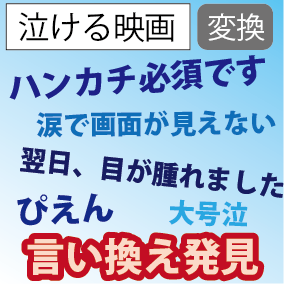 泣ける映画 変換
ハンカチ必須です
涙で画面が見えない
翌日、目が腫れました
ぴえん 大号泣
言い換え発見